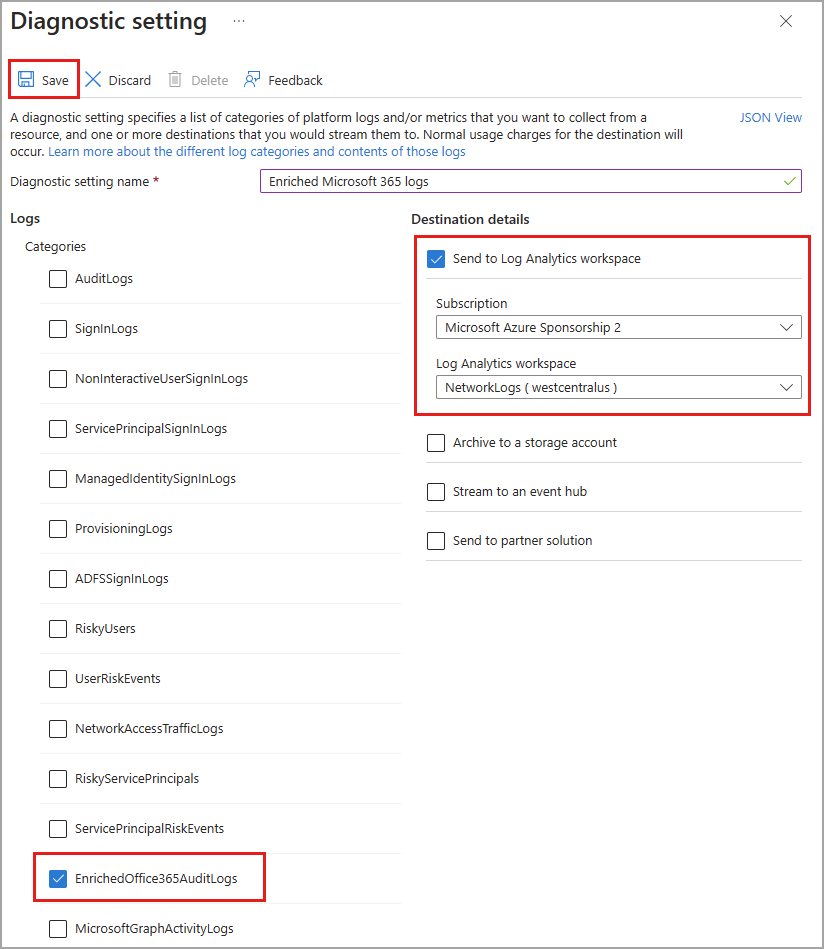 Diagnostic setting ...
Save Discard Delete Feedback
A diagnostic setting specifies a list of categories of platform logs and/or metrics that you want to collect from a
resource, and one or more destinations that you would stream them to. Normal usage charges for the destination will
occur. Learn more about the different log categories and contents of those logs
JSON View
Diagnostic setting name *
Enriched Microsoft 365 logs
Logs
Categories
AuditLogs
SignInLogs
NonInteractiveUserSignInLogs
ServicePrincipalSignInLogs
ManagedIdentitySignInLogs
ProvisioningLogs
ADFSSignInLogs
RiskyUsers
UserRiskEvents
NetworkAccessTrafficLogs
RiskyServicePrincipals
ServicePrincipalRiskEvents
EnrichedOffice365AuditLogs
MicrosoftGraphActivityLogs
Destination details
Send to Log Analytics workspace
Subscription
Microsoft Azure Sponsorship 2
Log Analytics workspace
NetworkLogs ( westcentralus )
Archive to a storage account
Stream to an event hub
Send to partner solution